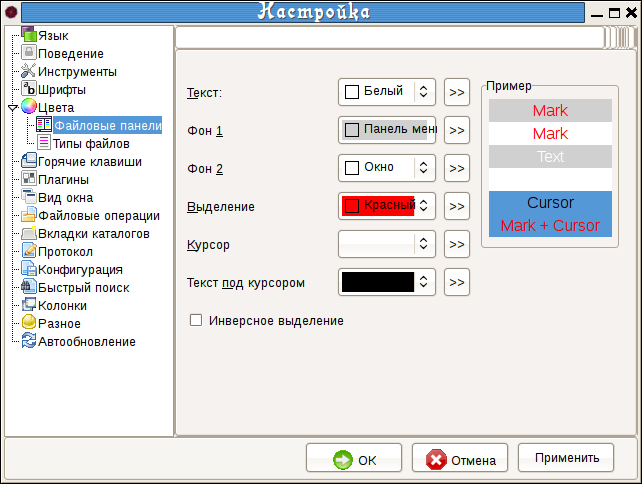 Настройка
Язык
Поведение
Инструменты
Шрифты
Цвета
Файловые панели
Типы файлов
Горячие клавиши
Плагины
Вид окна
Файловые операции
Вкладки каталогов
Протокол
Конфигурация
Быстрый поиск
Колонки
Разное
Автообновление
Текст: Белый >>
Фон 1 Панель мен >>
Фон 2 Окно >>
Выделение Красный >>
Курсор >>
Текст под курсором >>
Инверсное выделение
Пример
Mark
Mark
Text
Cursor
Mark + Cursor
OK Отмена Применить